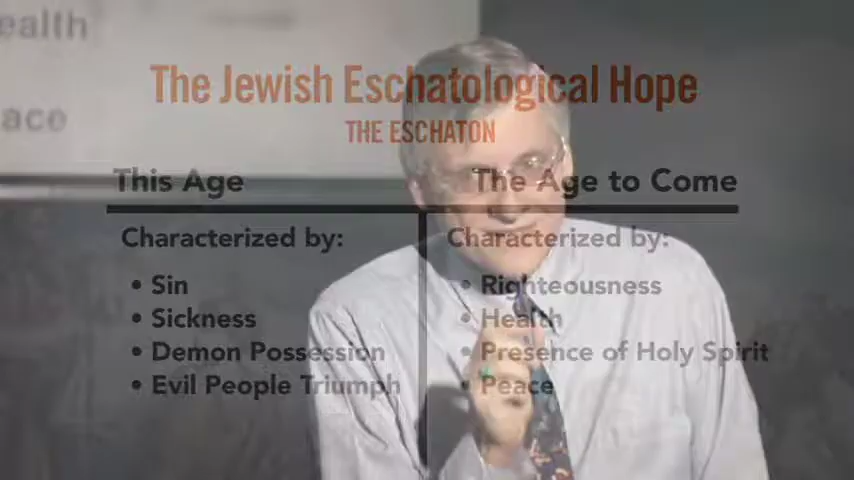 ealth
ace
The Jewish Eschatological Hope
THE ESCHATON
This Age
The Age to Come
Characterized by:
• Sin
• Sickness
• Demon Possession
• Evil People Triumph
Characterized by:
• Righteousness
• Health
• Presence of Holy Spirit
• Peace